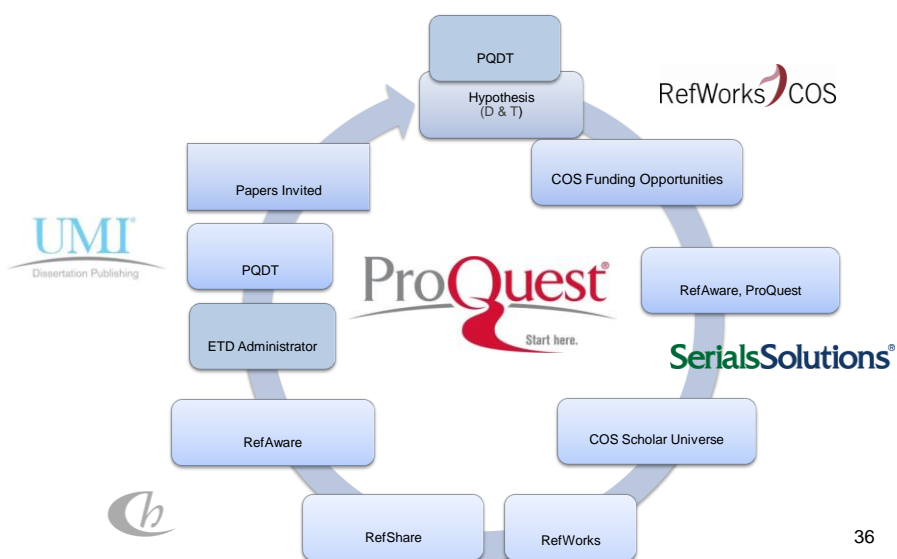 PQDT
Hypothesis
(D & T)
RefWorks COS
COS Funding Opportunities
Papers Invited
UMI®
Dissertation Publishing
PQDT
ProQuest®
Start here.
RefAware, ProQuest
ETD Administrator
SerialsSolutions®
RefAware
COS Scholar Universe
Ch
RefShare
RefWorks
36